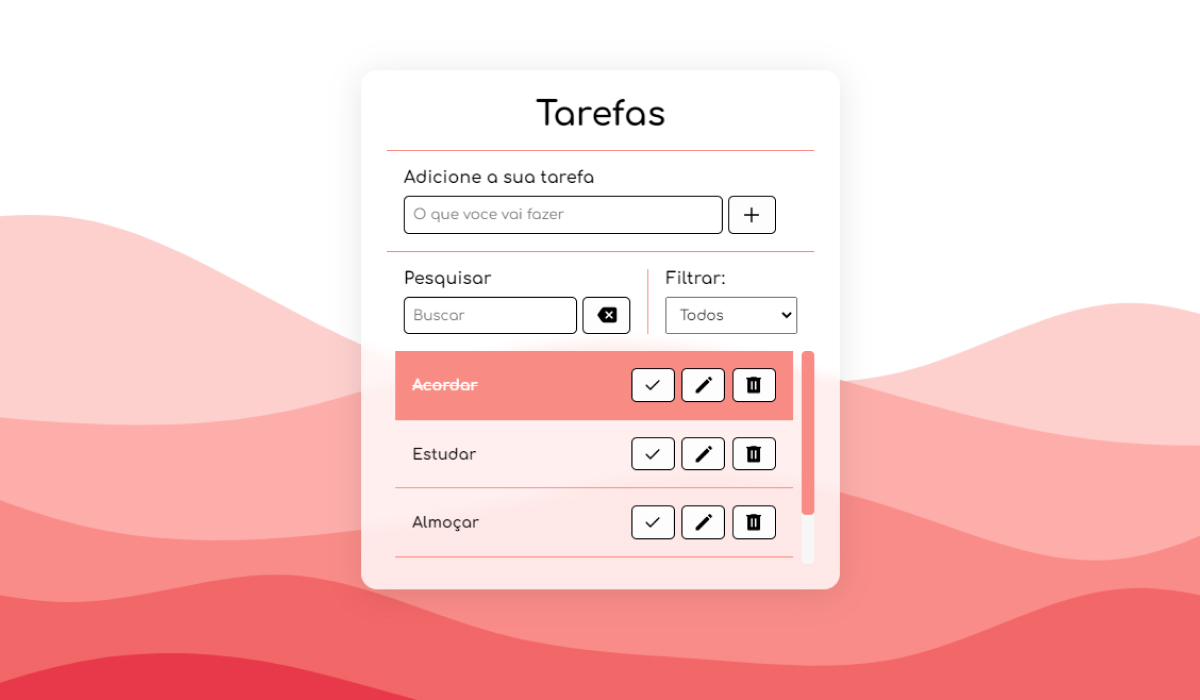 Tarefas
Adicione a sua tarefa
O que voce vai fazer
Pesquisar
Filtrar:
Buscar
Todos
Acordar
Estudar
Almoçar